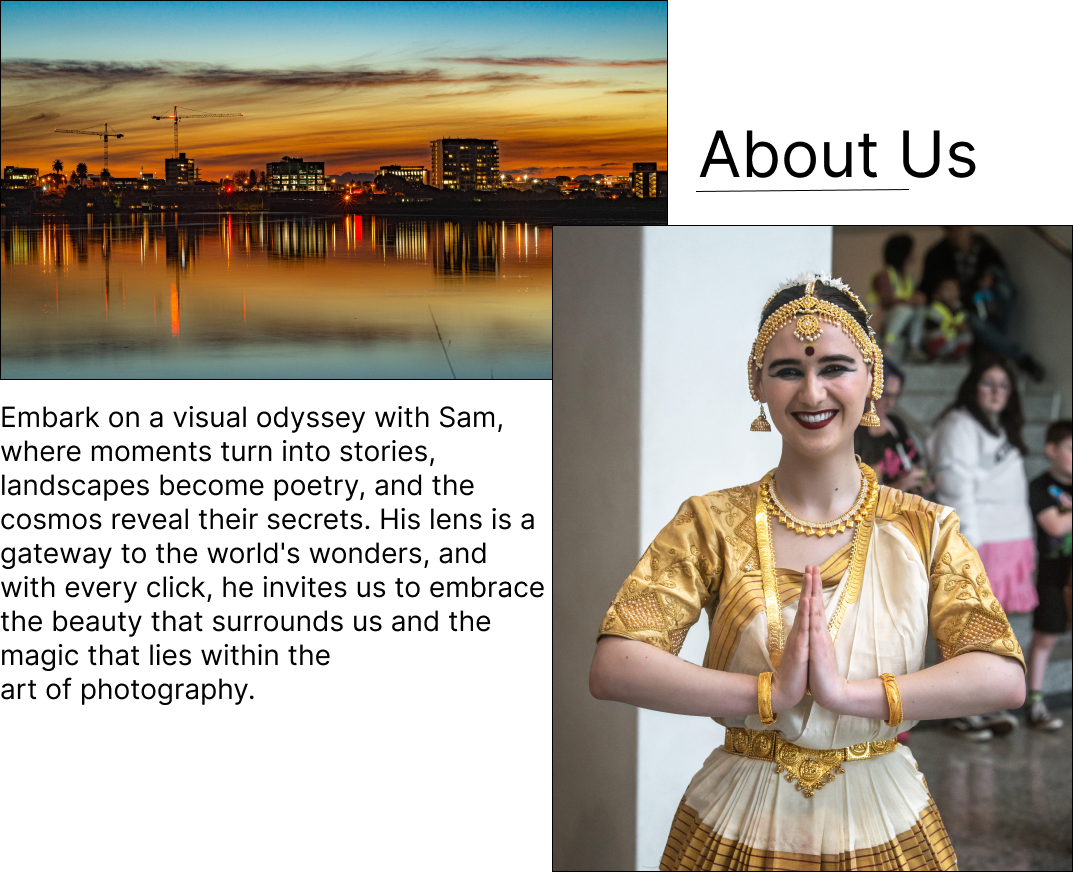 About Us
Embark on a visual odyssey with Sam,
where moments turn into stories,
landscapes become poetry, and the
cosmos reveal their secrets. His lens is a
gateway to the world's wonders, and
with every click, he invites us to embrace
the beauty that surrounds us and the
magic that lies within the
art of photography.